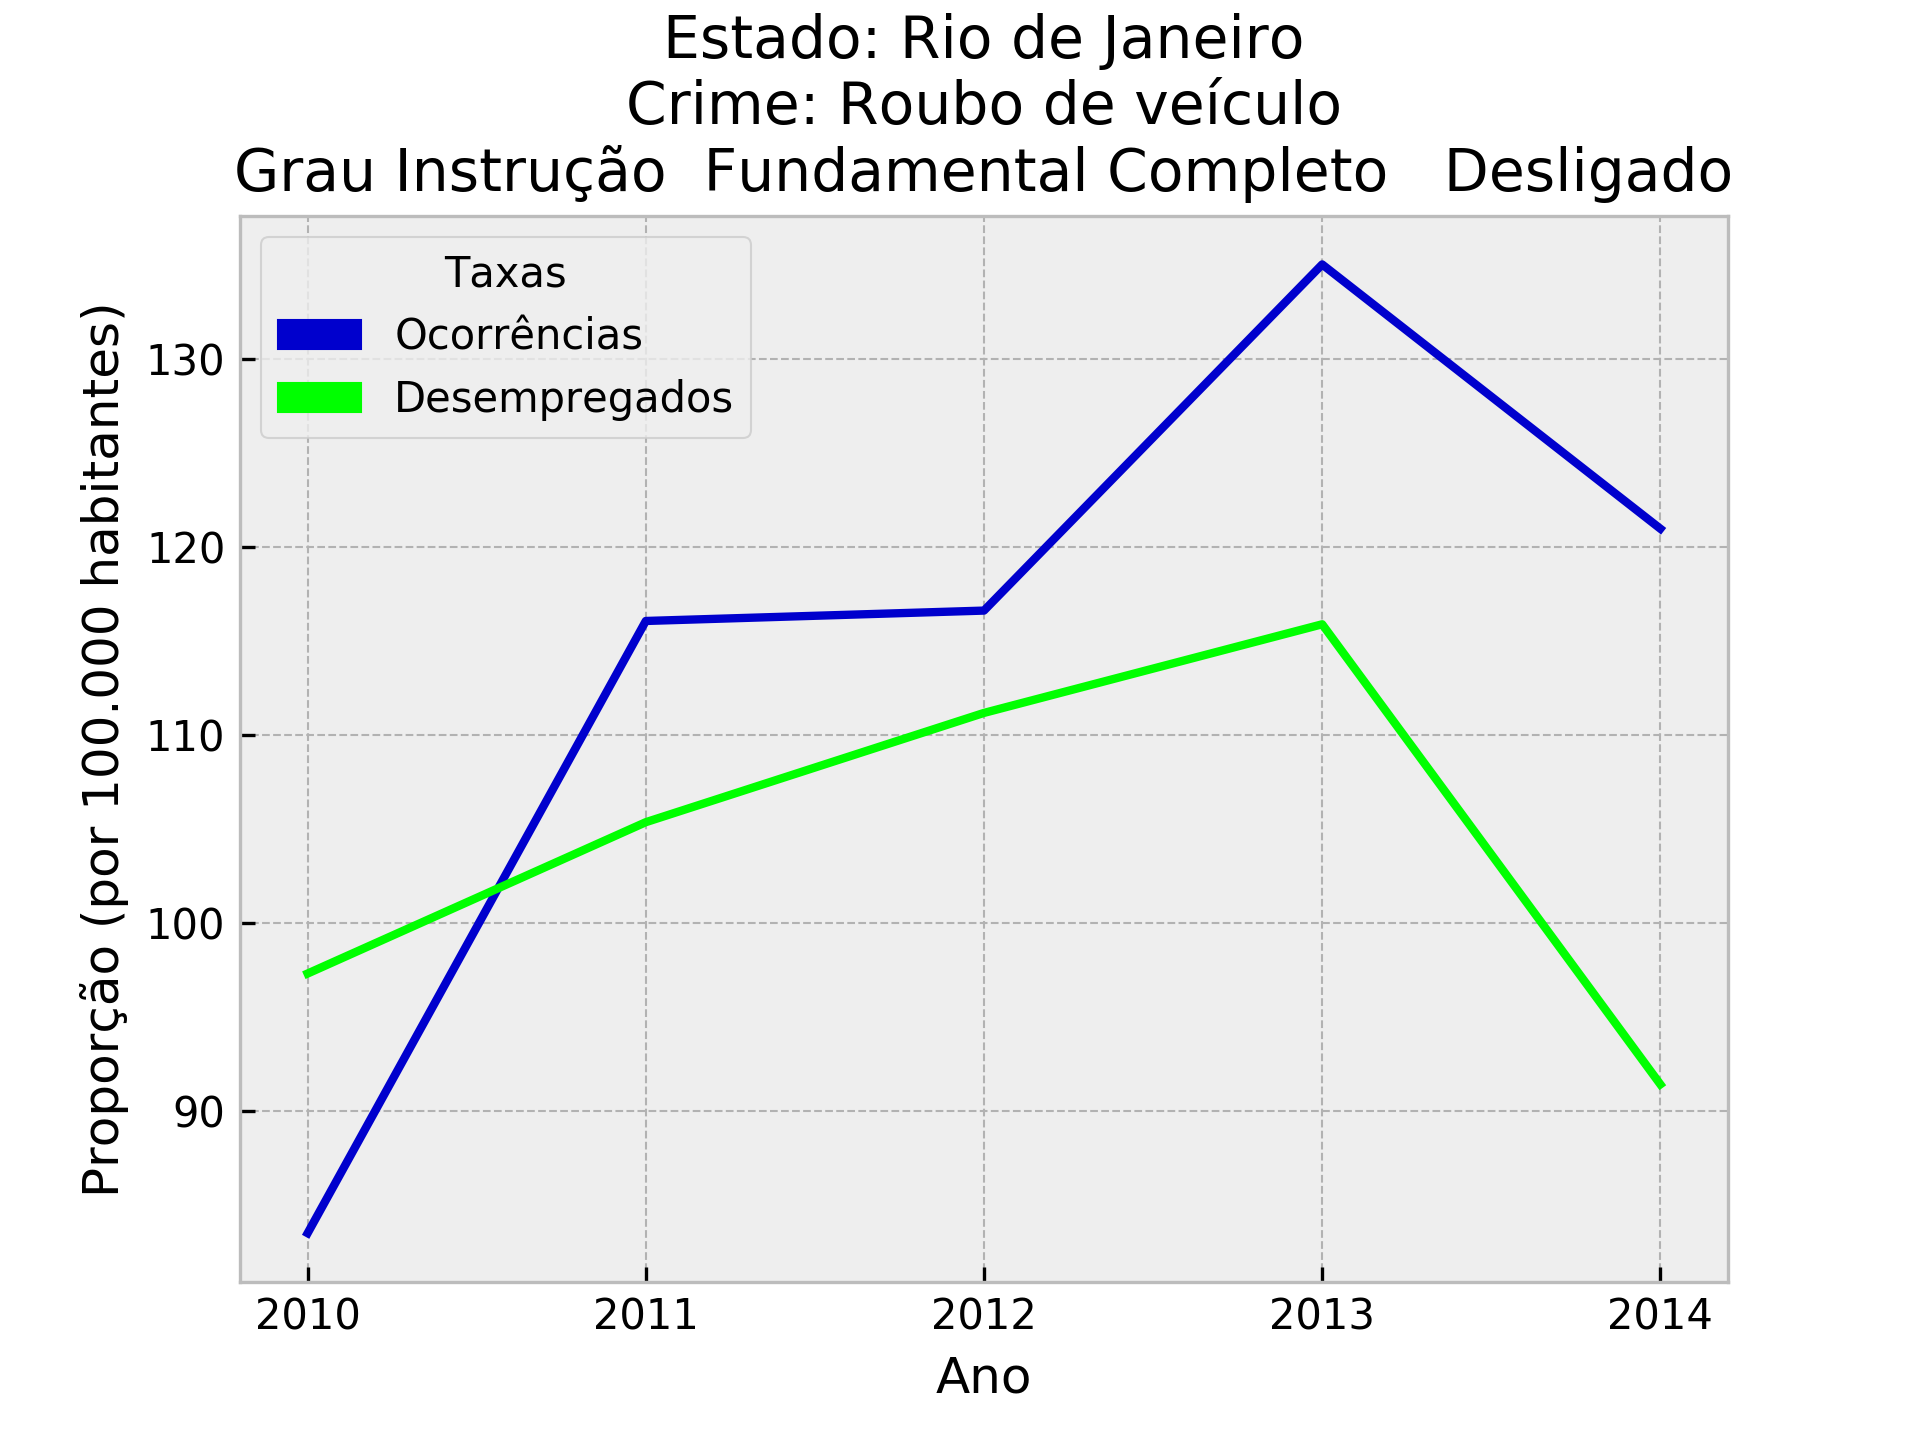 Estado: Rio de Janeiro
Crime: Roubo de veículo
Grau Instrução  Fundamental Completo   Desligado
Taxas
Ocorrências
Desempregados
Proporção (por 100.000 habitantes)
130
120
110
100
90
2010 2011 2012 2013 2014
Ano